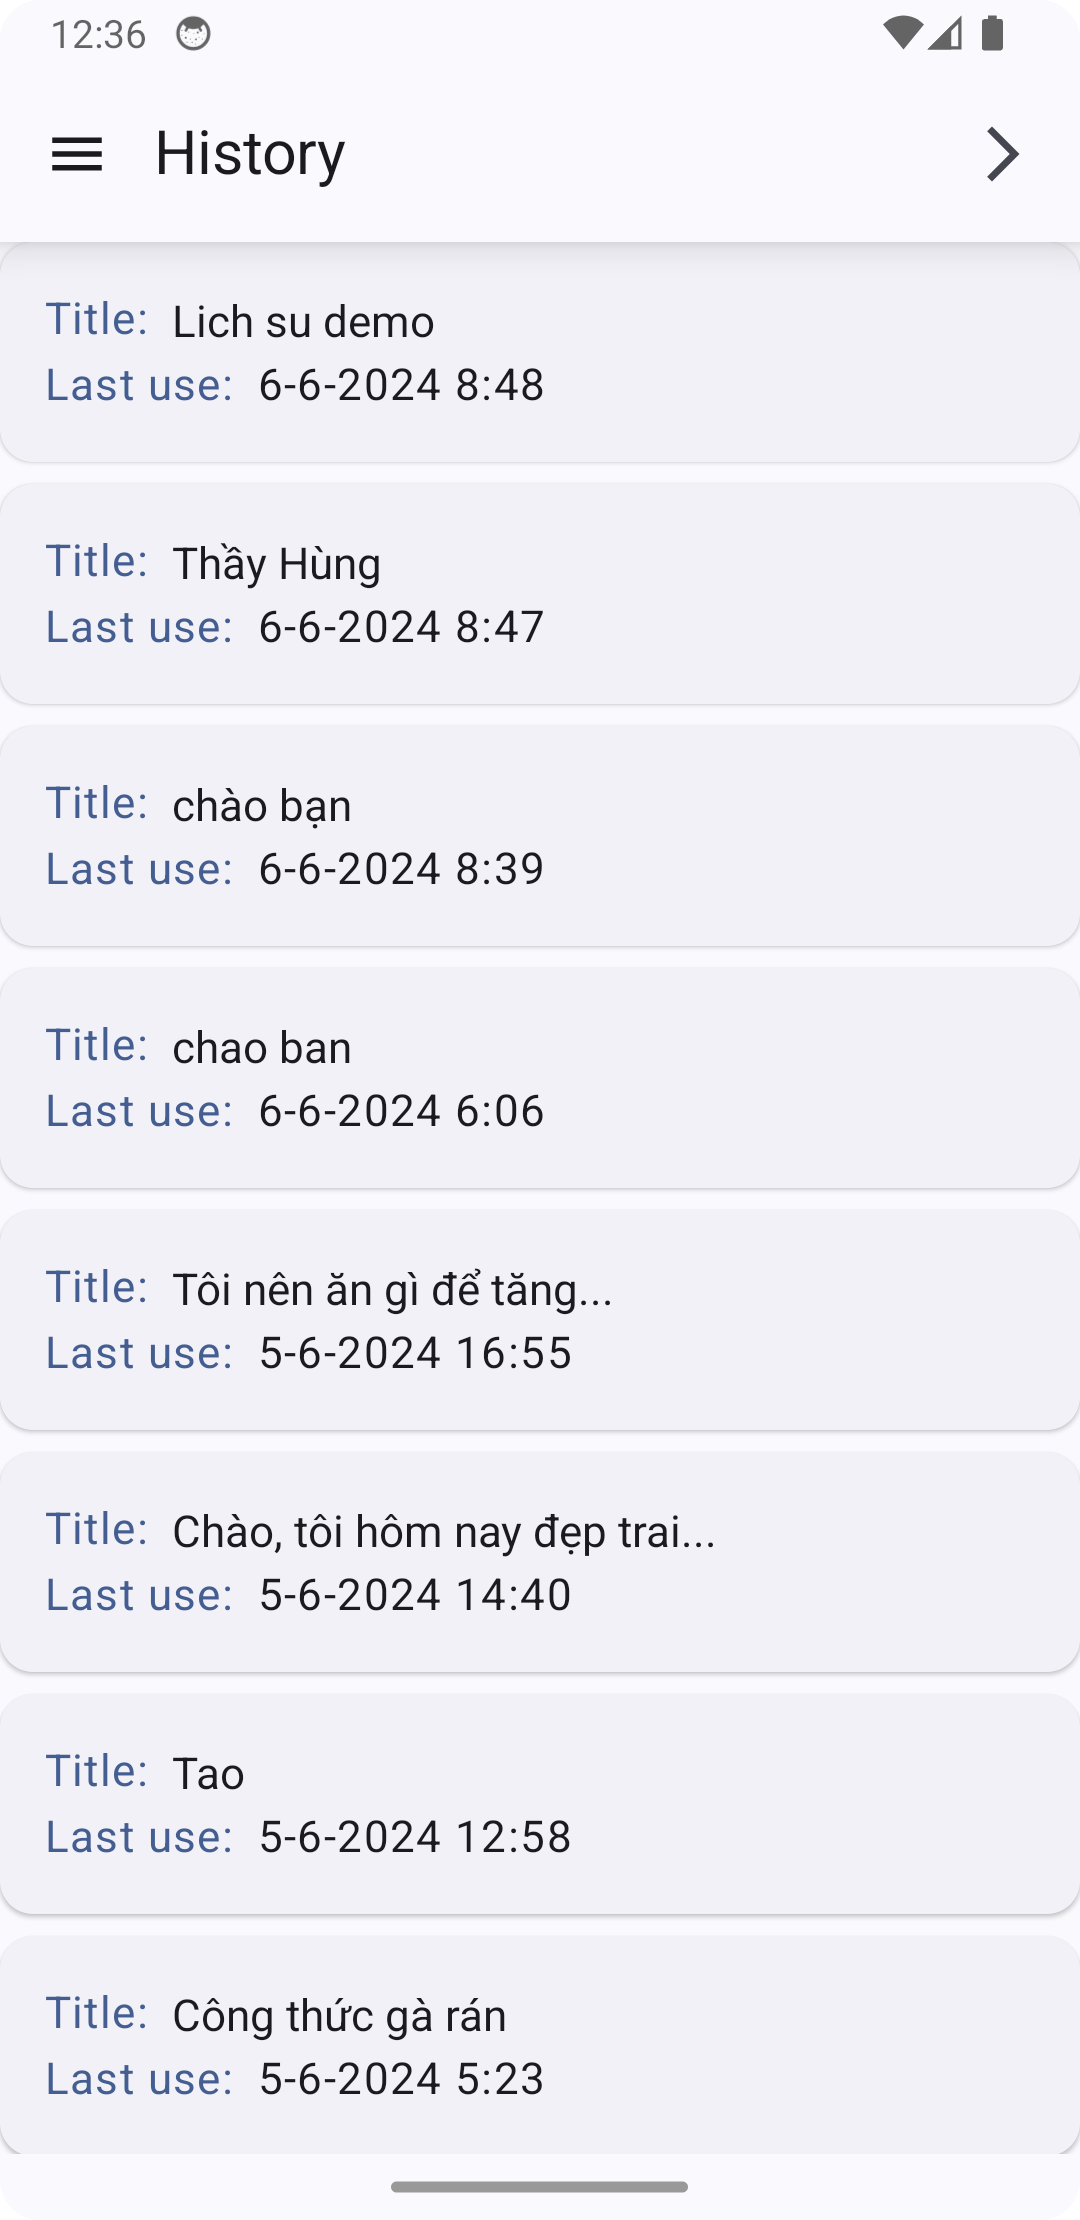 12:36
History
Title: Lich su demo
Last use: 6-6-2024 8:48
Title: Thầy Hùng
Last use: 6-6-2024 8:47
Title: chào bạn
Last use: 6-6-2024 8:39
Title: chao ban
Last use: 6-6-2024 6:06
Title: Tôi nên ăn gì để tăng...
Last use: 5-6-2024 16:55
Title: Chào, tôi hôm nay đẹp trai...
Last use: 5-6-2024 14:40
Title: Tao
Last use: 5-6-2024 12:58
Title: Công thức gà rán
Last use: 5-6-2024 5:23